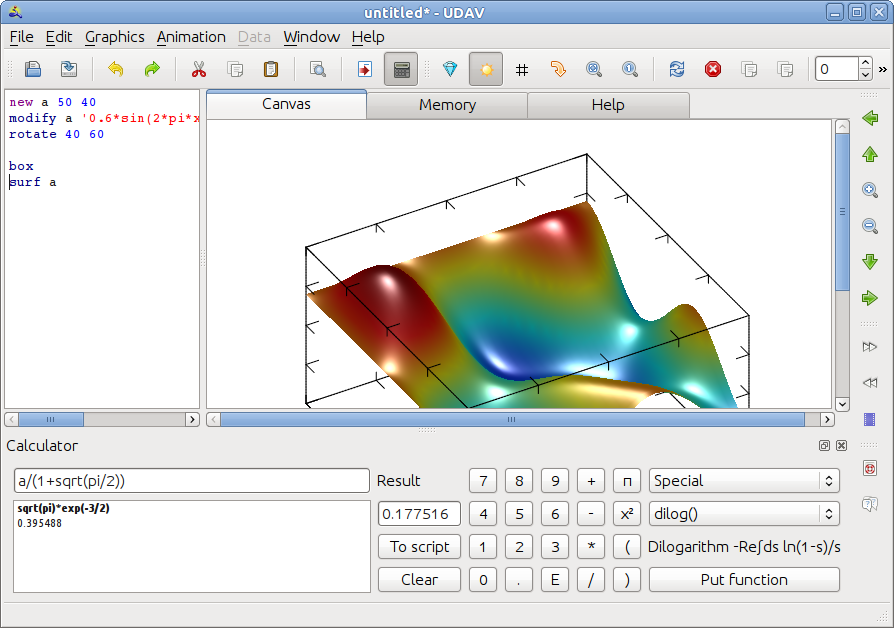 untitled* - UDAV
File Edit Graphics Animation Data Window Help
0 »
new a 50 40
modify a '0.6*sin(2*pi*x
rotate 40 60
box
surf a
Canvas Memory Help
Calculator
a/(1+sqrt(pi/2)) Result 7 8 9 + π Special
sqrt(pi)*exp(-3/2)
0.395488
0.177516 4 5 6 - x² dilog()
To script 1 2 3 * ( Dilogarithm -Re∫ds ln(1-s)/s
Clear 0 . E / ) Put function